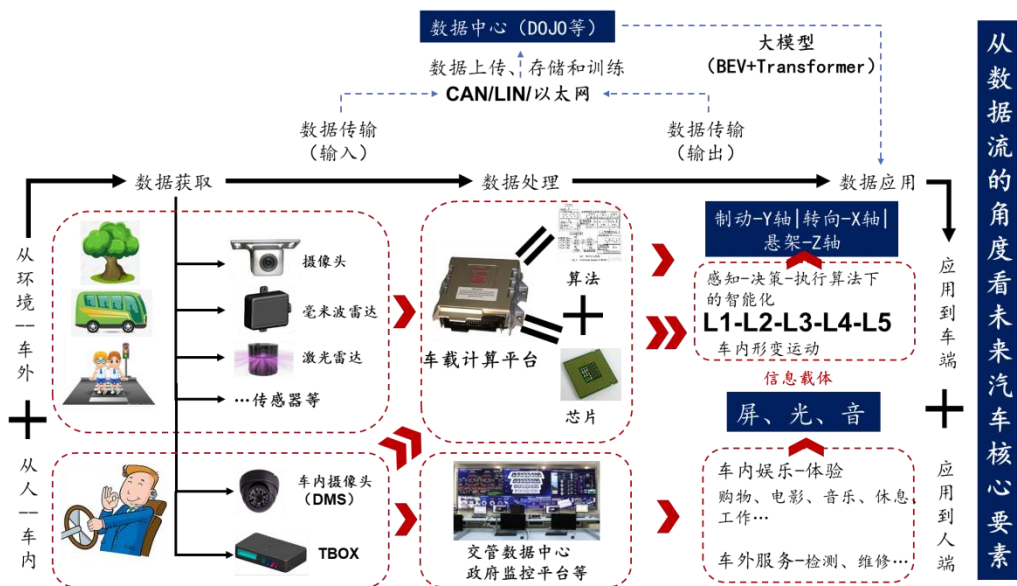 数据中心（DOJO等）
数据上传、存储和训练
CAN/LIN/以太网
大模型
（BEV+Transformer）
数据传输
（输入）
数据传输
（输出）
数据获取
数据处理
数据应用
从环境--车外
摄像头
毫米波雷达
激光雷达
…传感器等
算法
车载计算平台
芯片
制动-Y轴|转向-X轴|
悬架-Z轴
感知-决策-执行算法下
的智能化
L1-L2-L3-L4-L5
车内形变运动
信息载体
应用到车端
从人--车内
车内摄像头
（DMS）
TBOX
交管数据中心
政府监控平台等
屏、光、音
车内娱乐-体验
购物、电影、音乐、休息、
工作…
车外服务-检测、维修…
应用到人端
从数据流的角度看未来汽车核心要素